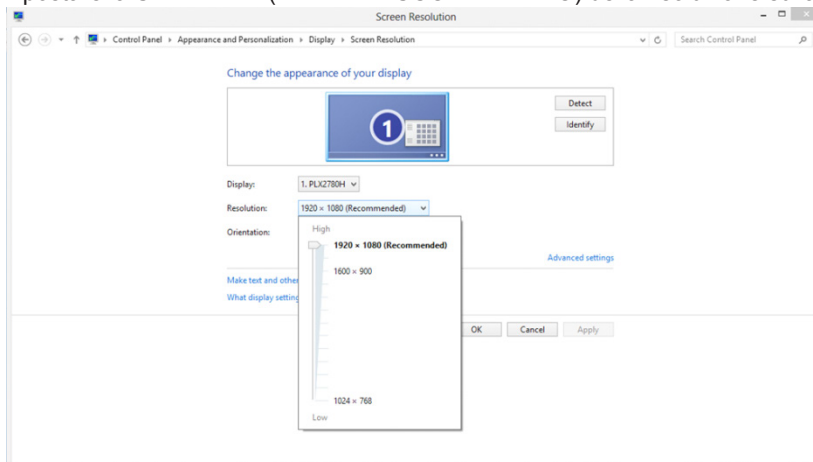 Screen Resolution
Control Panel ▸ Appearance and Personalization ▸ Display ▸ Screen Resolution
Search Control Panel
Change the appearance of your display
1
Detect
Identify
Display: 1. PLX2780H
Resolution: 1920 × 1080 (Recommended)
Orientation:
High
1920 × 1080 (Recommended)
1600 × 900
1024 × 768
Low
Advanced settings
Make text and other
What display setting
OK Cancel Apply